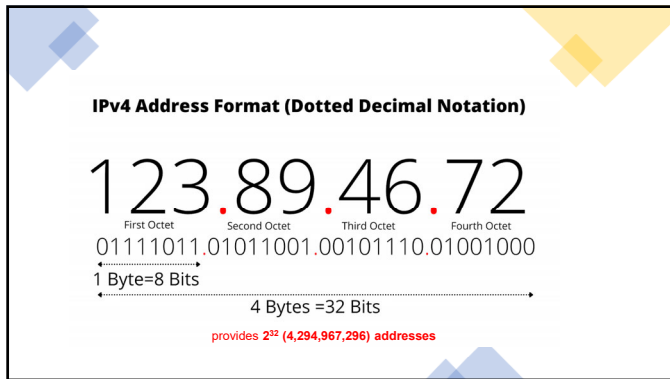 IPv4 Address Format (Dotted Decimal Notation)
123.89.46.72
First Octet Second Octet Third Octet Fourth Octet
01111011.01011001.00101110.01001000
1 Byte=8 Bits
4 Bytes =32 Bits
provides 2³² (4,294,967,296) addresses